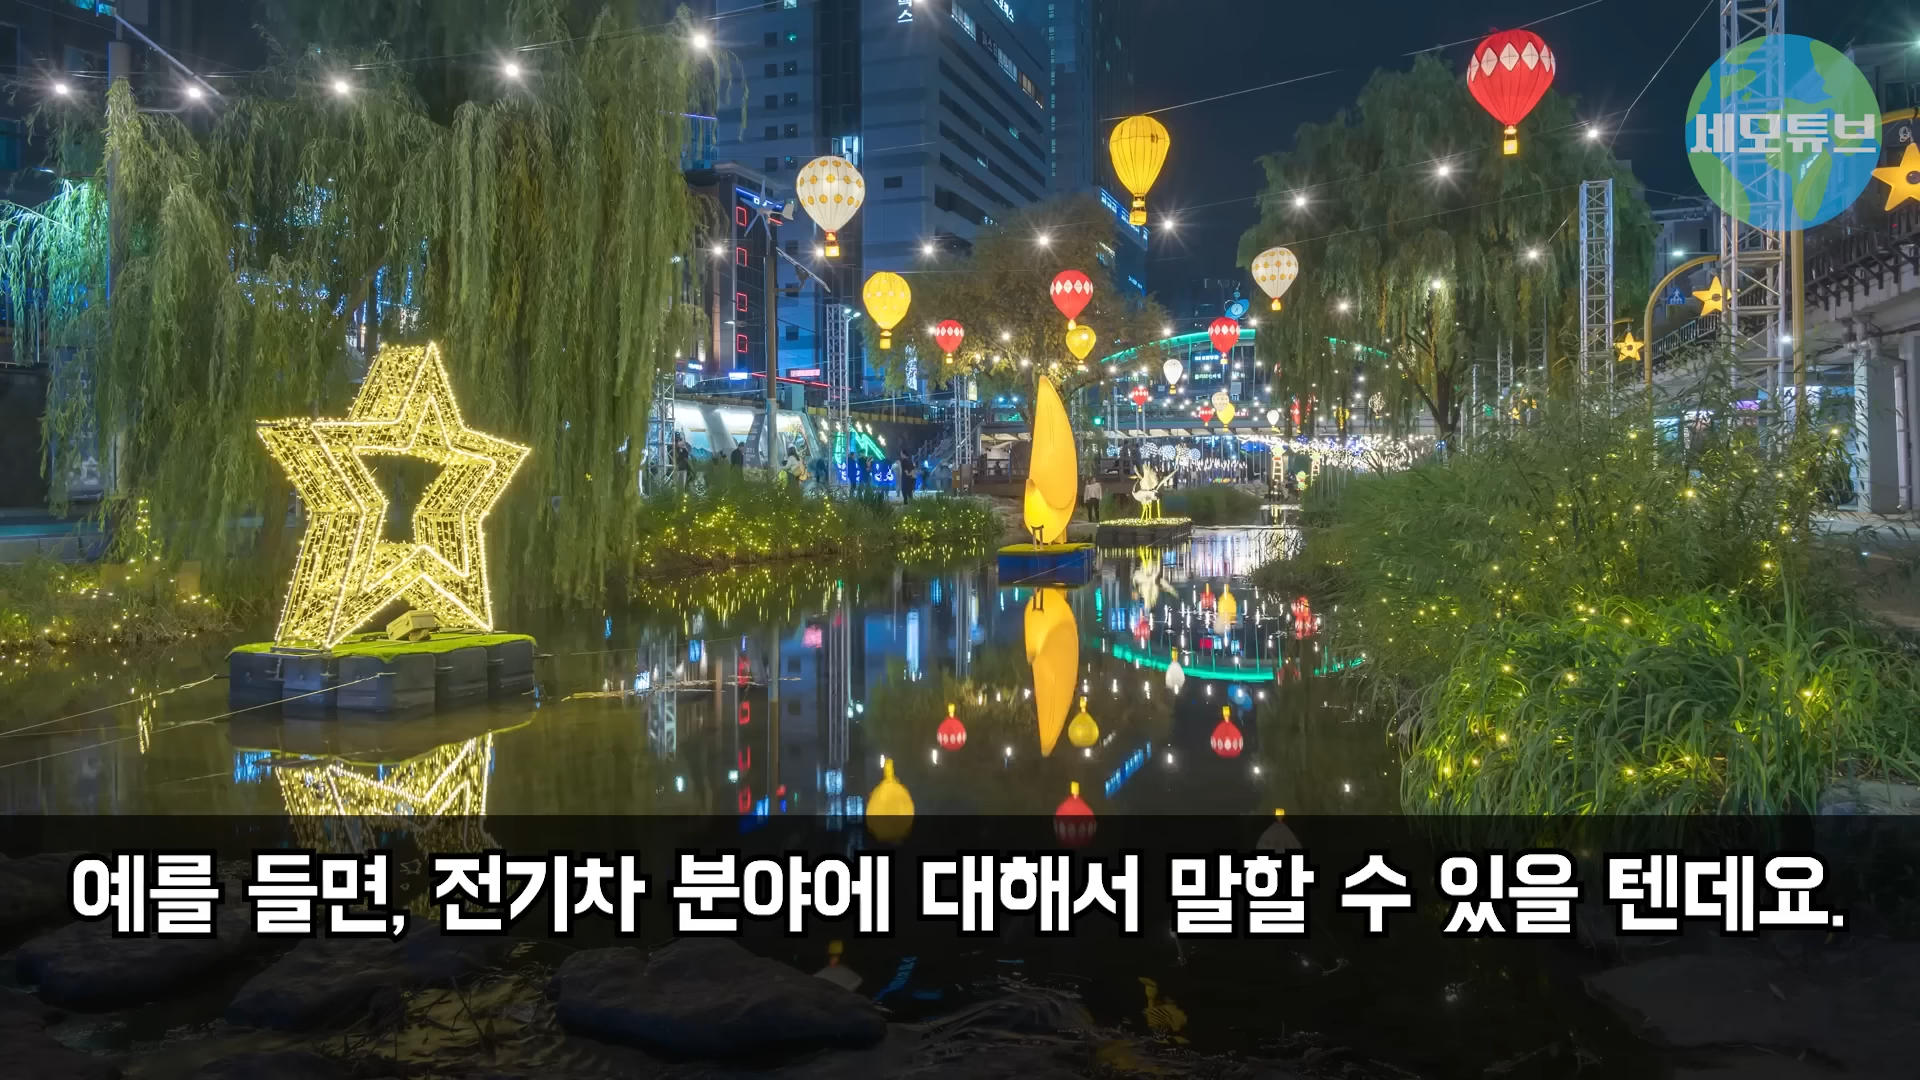 세모튜브
예를 들면, 전기차 분야에 대해서 말할 수 있을 텐데요.